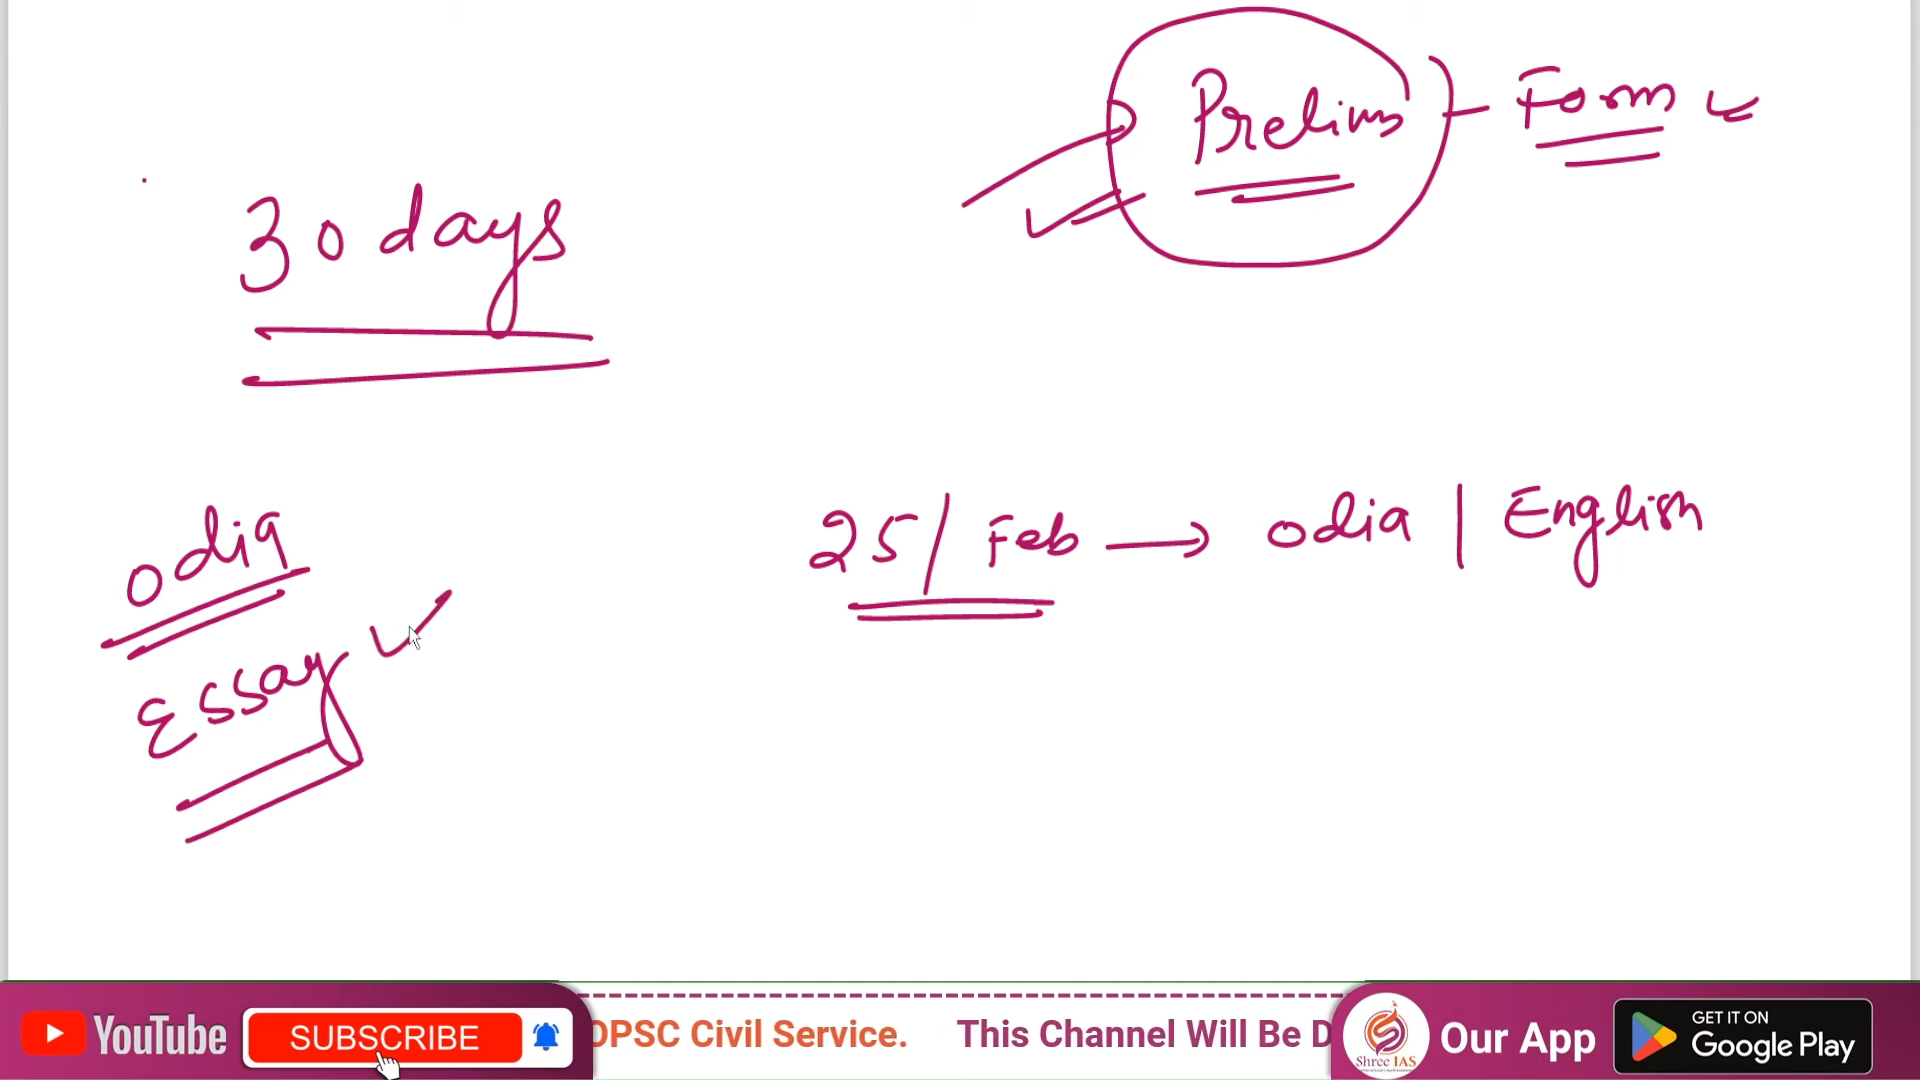 Prelims - Form
30 days
25/Feb → odia | English
odia
Essay
YouTube
SUBSCRIBE
OPSC Civil Service. This Channel Will Be D
Shree IAS
Our App
GET IT ON
Google Play